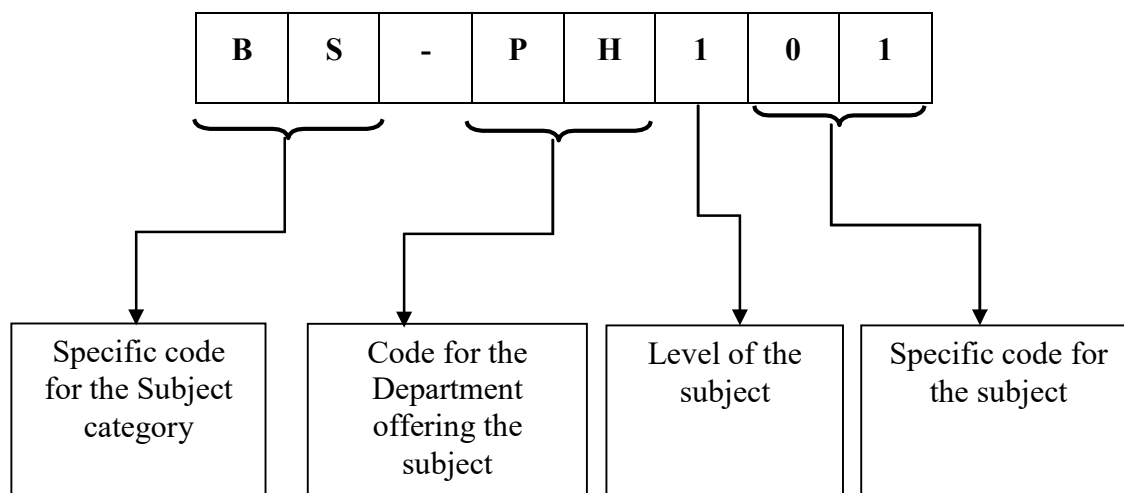 B S - P H 1 0 1
Specific code
for the Subject
category
Code for the
Department
offering the
subject
Level of the
subject
Specific code for
the subject